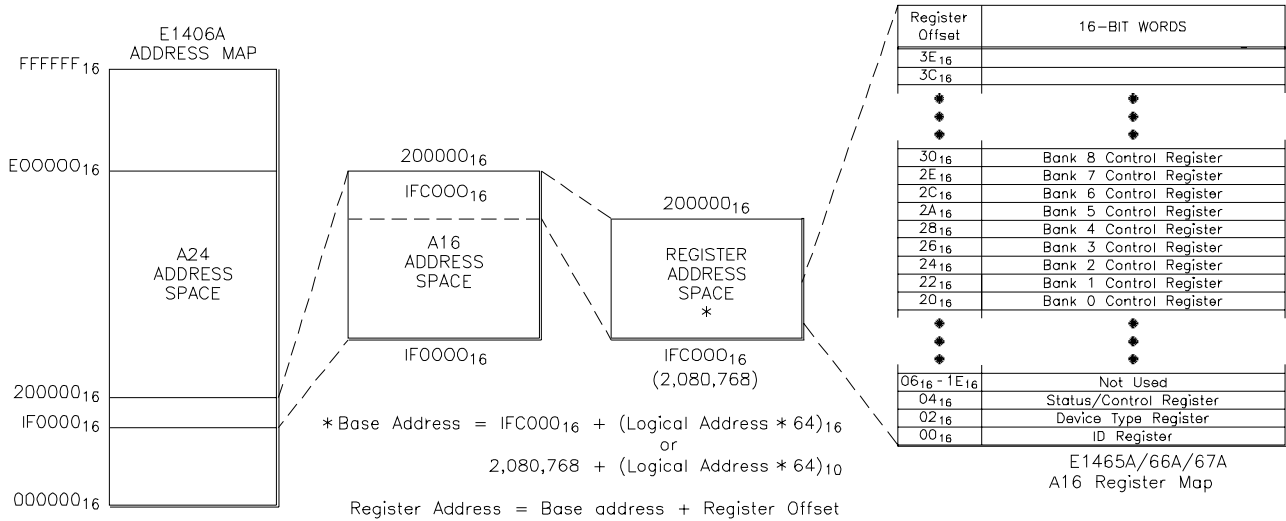 E1406A
ADDRESS MAP
FFFFFF16
E0000016
A24
ADDRESS
SPACE
20000016
IF000016
00000016
20000016
IFC00016
A16
ADDRESS
SPACE
IF000016
20000016
REGISTER
ADDRESS
SPACE
*
IFC00016
(2,080,768)
* Base Address = IFC00016 + (Logical Address * 64)16
or
2,080,768 + (Logical Address * 64)10
Register Address = Base address + Register Offset
Register Offset 16-BIT WORDS
3E16
3C16
3016 Bank 8 Control Register
2E16 Bank 7 Control Register
2C16 Bank 6 Control Register
2A16 Bank 5 Control Register
2816 Bank 4 Control Register
2616 Bank 3 Control Register
2416 Bank 2 Control Register
2216 Bank 1 Control Register
2016 Bank 0 Control Register
0616 - 1E16 Not Used
0416 Status/Control Register
0216 Device Type Register
0016 ID Register
E1465A/66A/67A
A16 Register Map